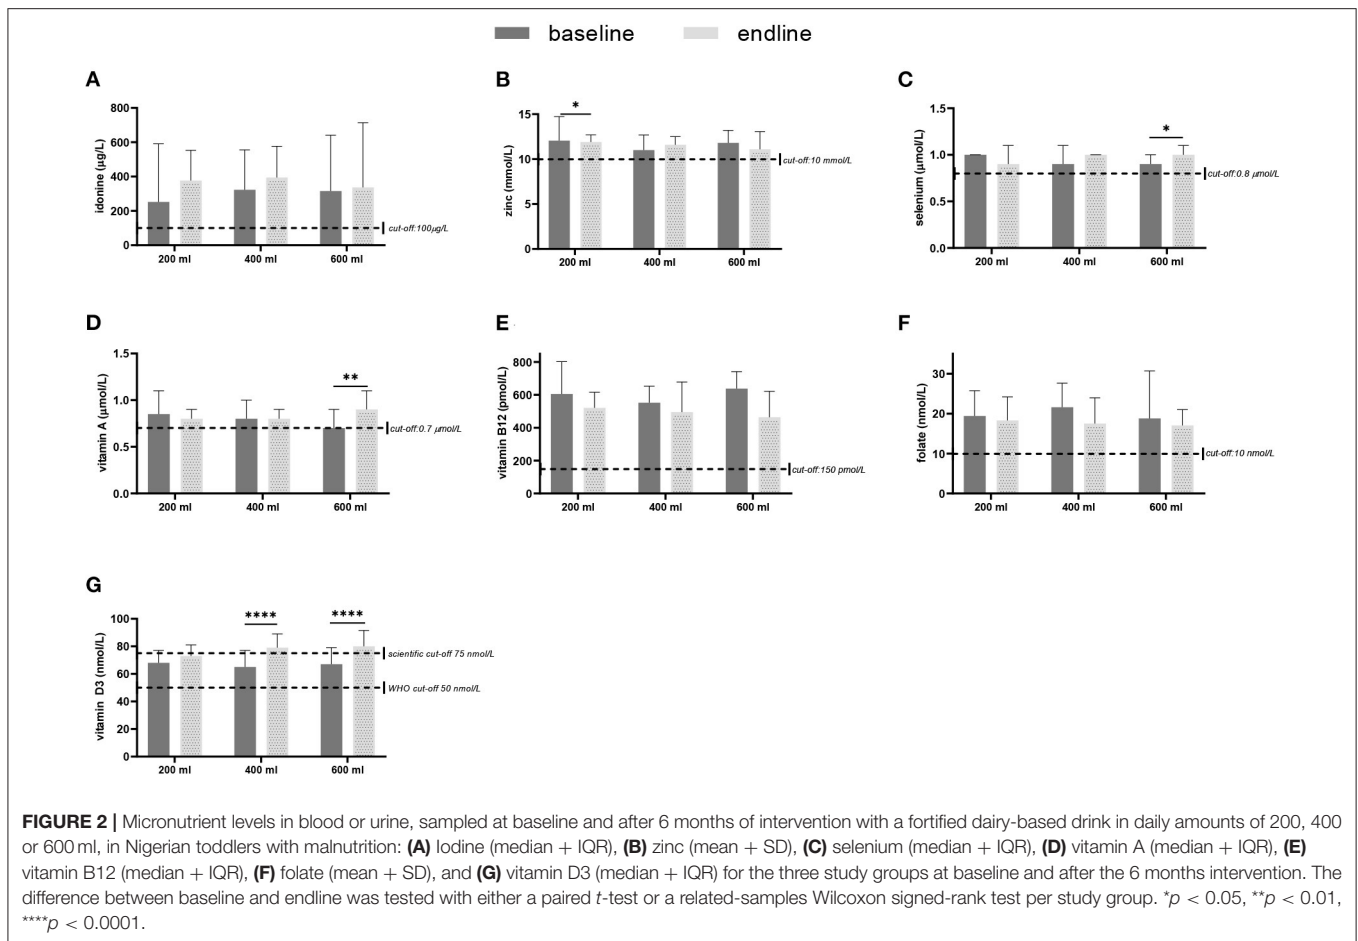 baseline endline
A
idonine (µg/L)
800
600
400
200
0
cut-off:100µg/L
200 ml 400 ml 600 ml
B
zinc (mmol/L)
15
10
5
0
*
cut-off:10 mmol/L
200 ml 400 ml 600 ml
C
selenium (µmol/L)
1.5
1.0
0.5
0.0
*
cut-off:0.8 µmol/L
200 ml 400 ml 600 ml
D
vitamin A (µmol/L)
1.5
1.0
0.5
0.0
**
cut-off:0.7 µmol/L
200 ml 400 ml 600 ml
E
vitamin B12 (pmol/L)
800
600
400
200
0
cut-off:150 pmol/L
200 ml 400 ml 600 ml
F
folate (nmol/L)
30
20
10
0
cut-off:10 nmol/L
200 ml 400 ml 600 ml
G
vitamin D3 (nmol/L)
100
80
60
40
20
0
**** ****
scientific cut-off 75 nmol/L
WHO cut-off 50 nmol/L
200 ml 400 ml 600 ml
FIGURE 2 | Micronutrient levels in blood or urine, sampled at baseline and after 6 months of intervention with a fortified dairy-based drink in daily amounts of 200, 400
or 600 ml, in Nigerian toddlers with malnutrition: (A) Iodine (median + IQR), (B) zinc (mean + SD), (C) selenium (median + IQR), (D) vitamin A (median + IQR), (E)
vitamin B12 (median + IQR), (F) folate (mean + SD), and (G) vitamin D3 (median + IQR) for the three study groups at baseline and after the 6 months intervention. The
difference between baseline and endline was tested with either a paired t-test or a related-samples Wilcoxon signed-rank test per study group. *p < 0.05, **p < 0.01,
****p < 0.0001.